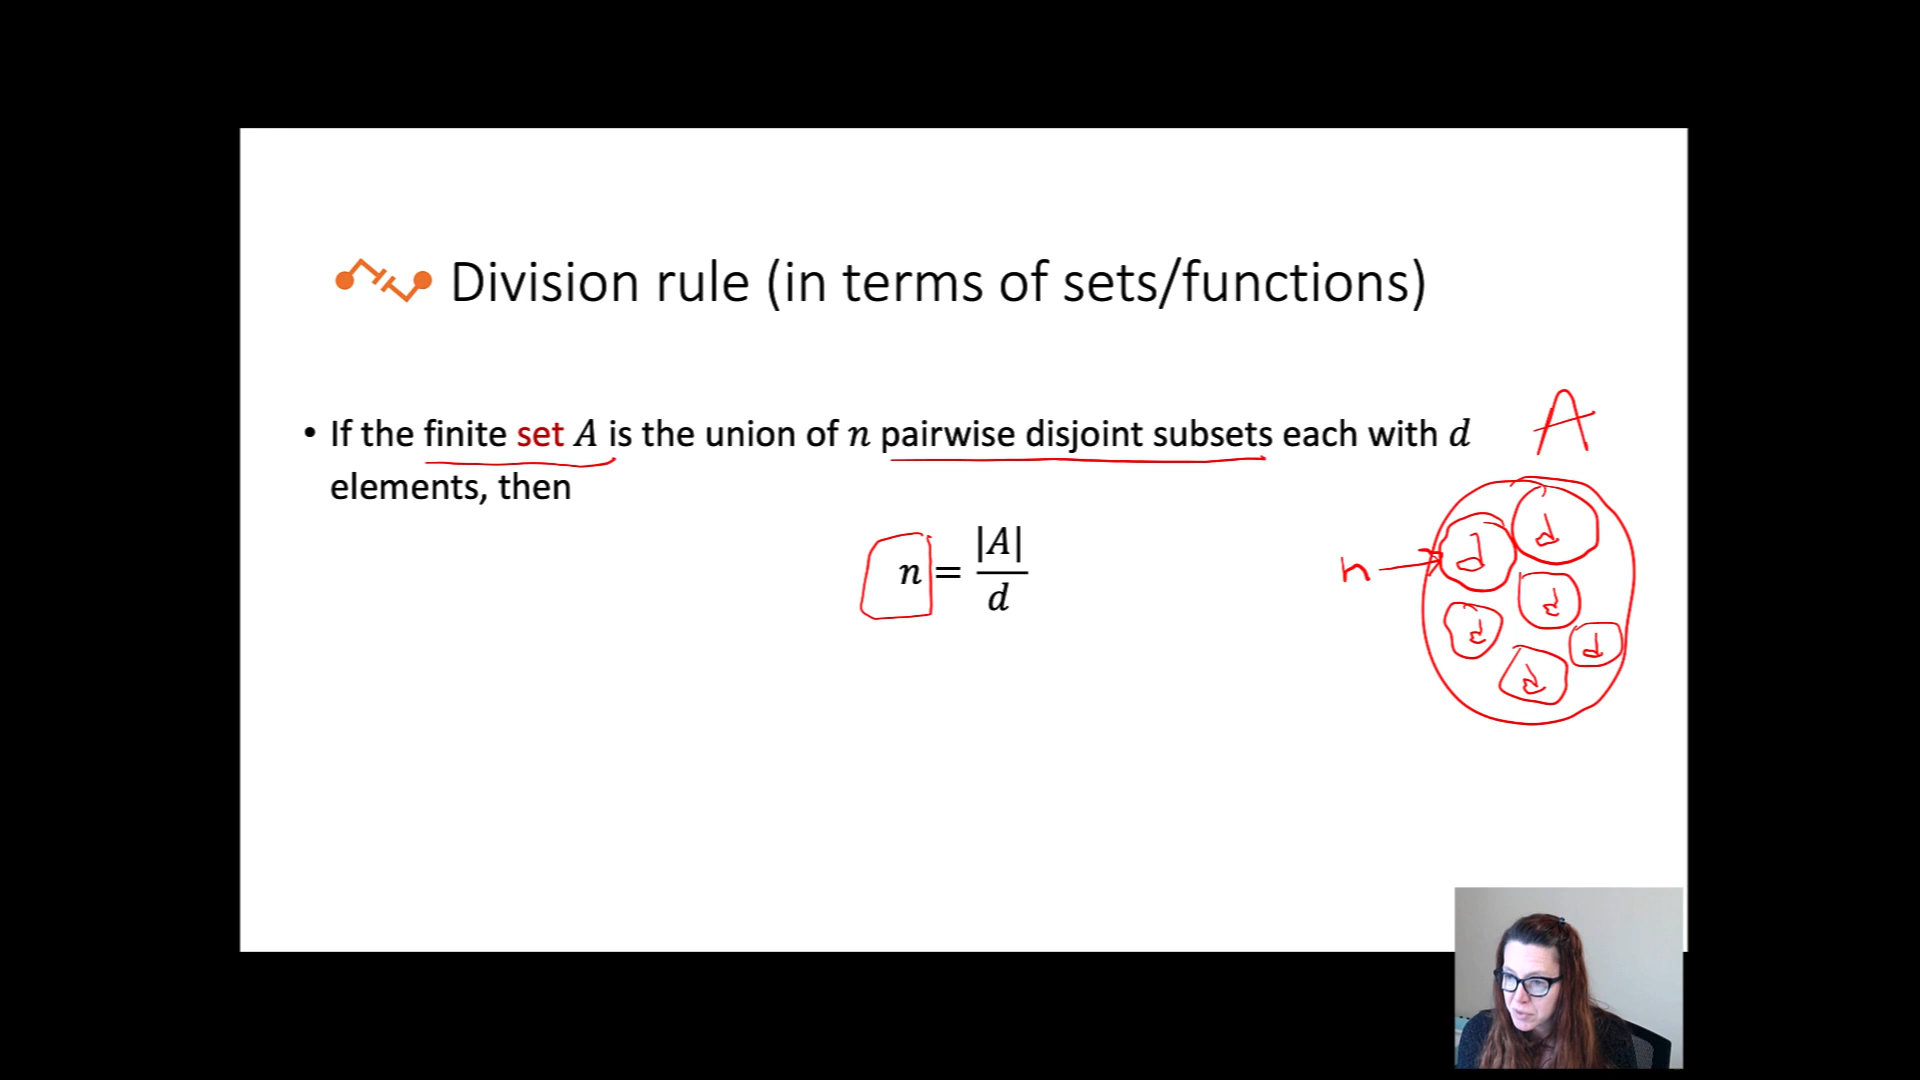 Division rule (in terms of sets/functions)
• If the finite set A is the union of n pairwise disjoint subsets each with d
elements, then
n = |A| / d
A
d
d
n
d
d
d
d